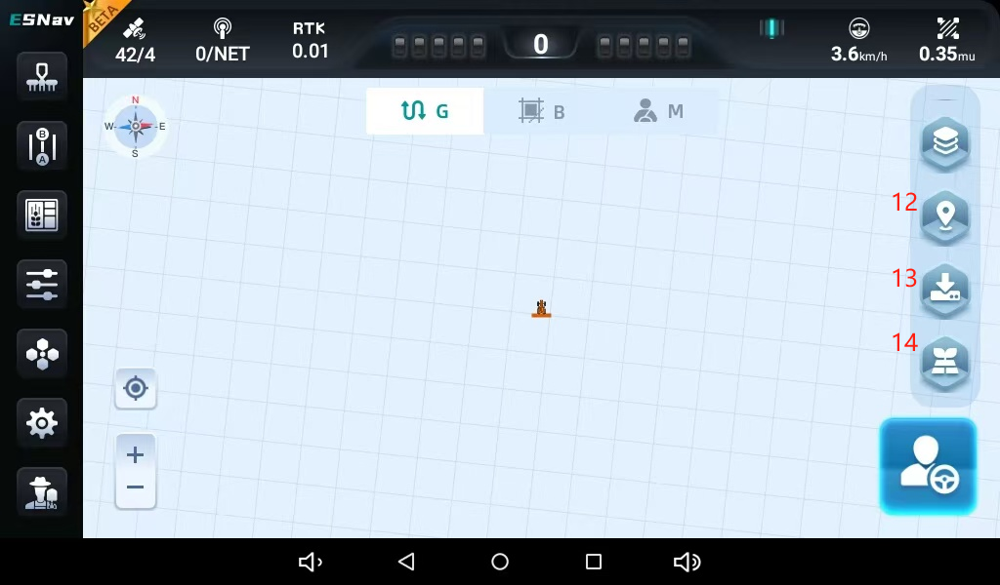 ESNav
BETA
42/4
0/NET
RTK
0.01
0
3.6km/h
0.35mu
N
W
E
S
G
B
M
B
A
12
13
14